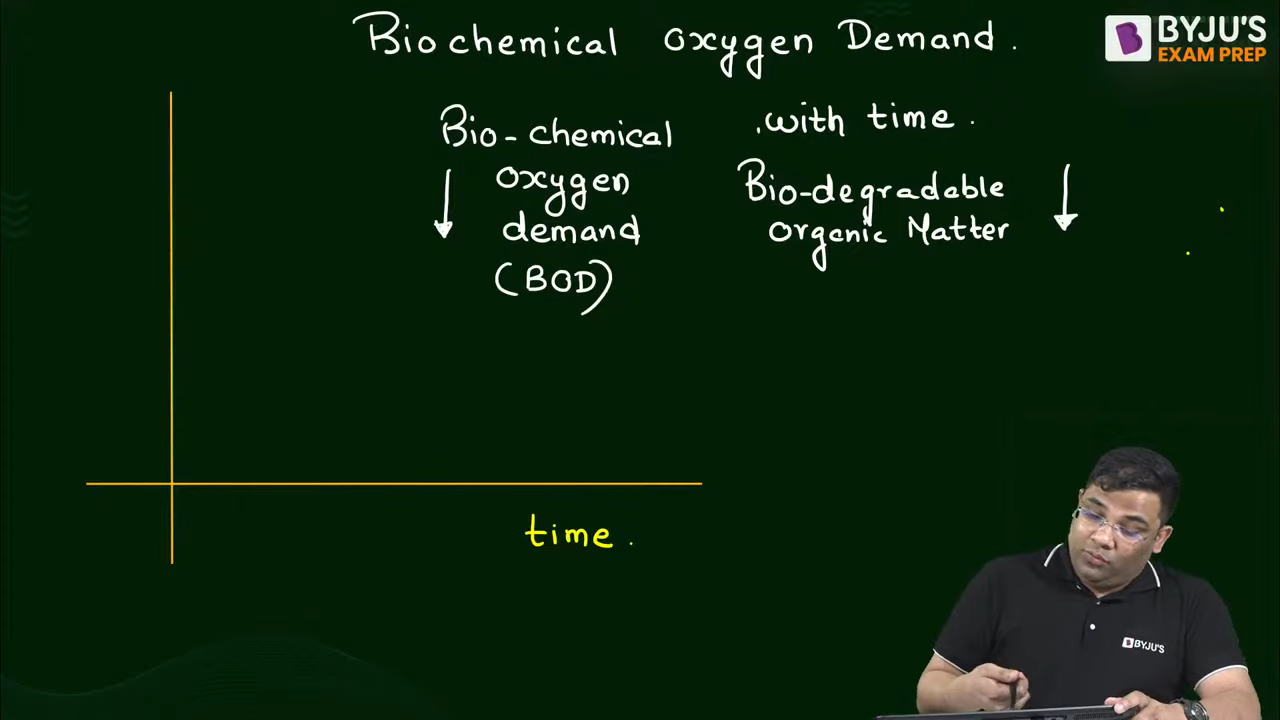 Biochemical oxygen Demand.
BYJU'S
EXAM PREP
Bio-chemical
oxygen
demand
(BOD)
with time.
Bio-degradable
organic Matter
time.
BYJU'S